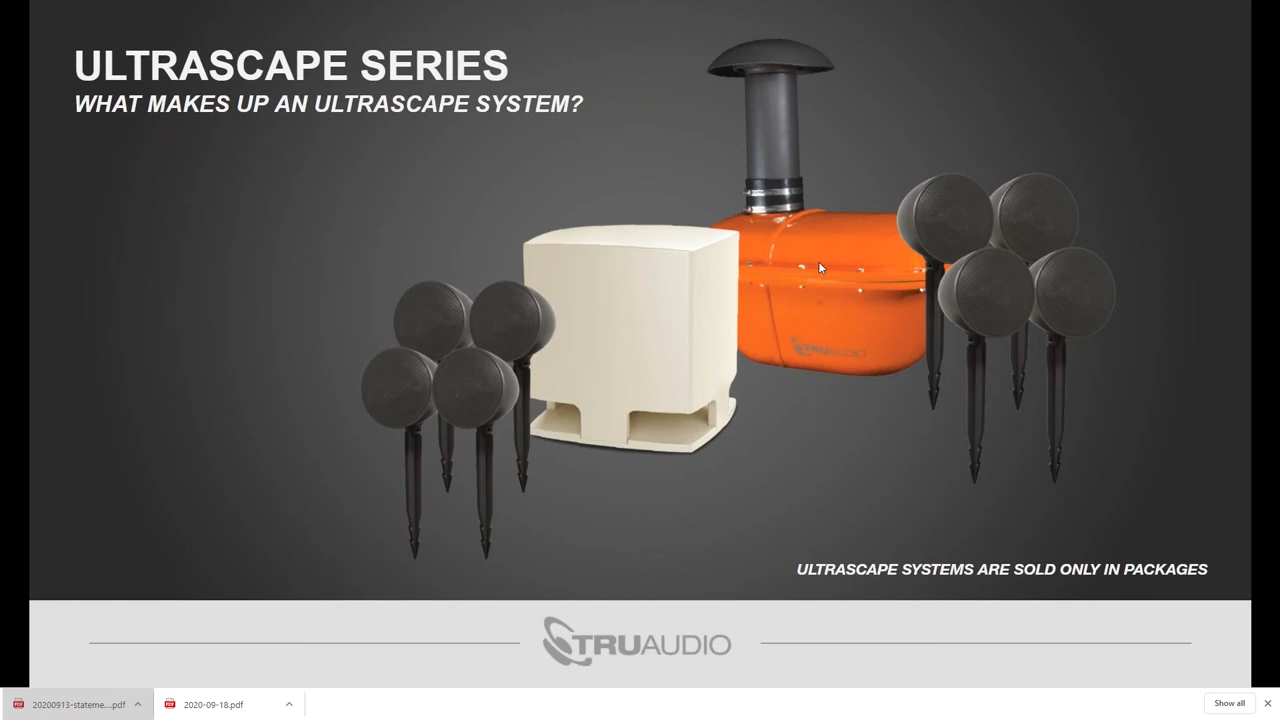 ULTRASCAPE SERIES
WHAT MAKES UP AN ULTRASCAPE SYSTEM?
TRUAUDIO
ULTRASCAPE SYSTEMS ARE SOLD ONLY IN PACKAGES
TRUAUDIO
20200913-stateme....pdf
2020-09-18.pdf
Show all